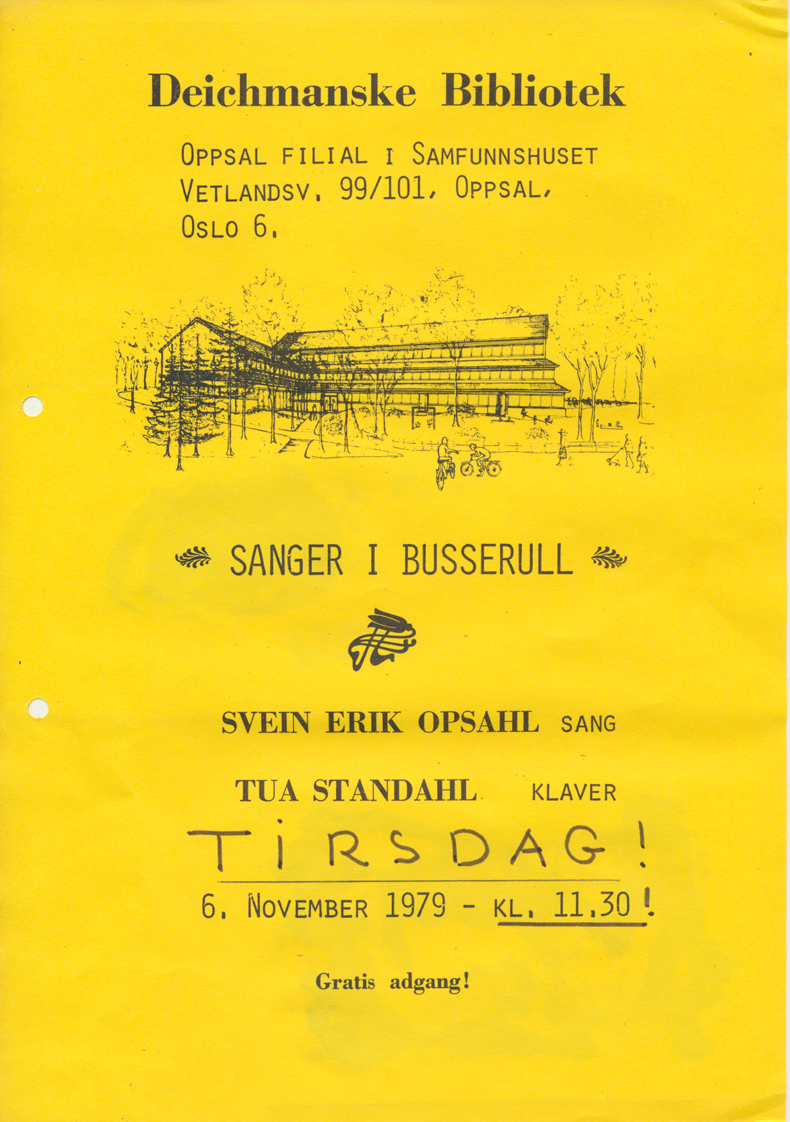 Deichmanske Bibliotek
Oppsal filial i Samfunnshuset
Vetlandsv. 99/101, Oppsal,
Oslo 6.
SANGER I BUSSERULL
SVEIN ERIK OPSAHL SANG
TUA STANDAHL KLAVER
TiRSDAG!
6. November 1979 - kl. 11.30!
Gratis adgang!